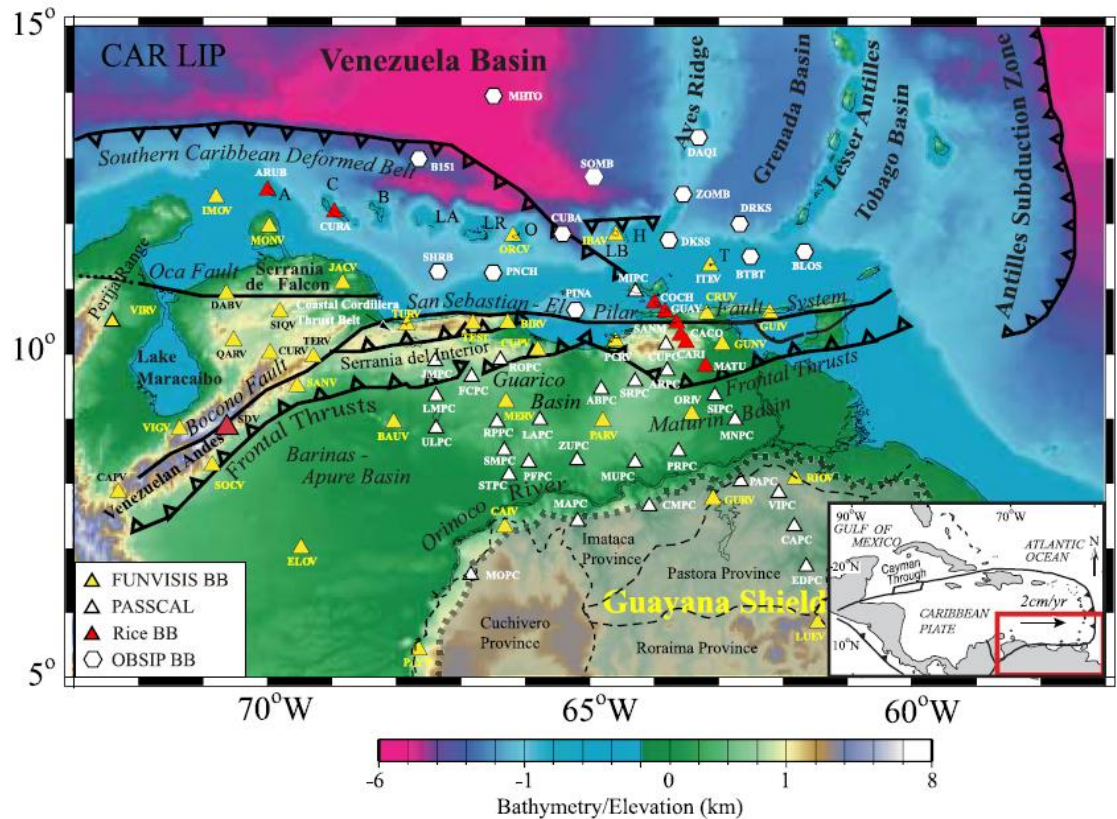 15°
CAR LIP
Venezuela Basin
MHTO
Aves Ridge
Grenada Basin
Lesser Antilles
Tobago Basin
Antilles Subduction Zone
DAQI
Southern Caribbean Deformed Belt
B151
SOMB
ZOMB
ARUB
A
C
B
IMOV
CURA
LA
LR
O
ORCV
CUBA
IBAV
H
LB
DKSS
DRKS
MONV
T
BTBT
BLOS
ITEV
SHRB
PNCH
MIPC
Perija Range
Oca Fault
Serrania
de Falcon
JACV
PINA
COCH
CRUV
VIRV
DABV
Coastal Cordillera
Thrust Belt
San Sebastian - El Pilar
Fault System
GUAY
SIQV
TURV
BIRV
SANM
CACO
GUIV
10°
QARV
CURV
TERV
Serrania del Interior
CUPV
CUPC
CARI
GUNV
Lake
Maracaibo
Bocono Fault
SANV
JMPC
ROPC
FCPC
Guarico
Basin
ARPC
MATU
Frontal Thrusts
SRPC
ABPC
SIPC
VIGV
SDV
Frontal Thrusts
LMPC
MERV
ORIV
Maturin Basin
BAUV
ULPC
RPPC
LAPC
PARV
MNPC
CAPV
Venezuelan Andes
SOCV
Barinas -
Apure Basin
SMPC
PFPC
ZUPC
MUPC
PRPC
STPC
Orinoco River
PAPC
RIOV
CAIV
MAPC
CMPC
GURV
VIPC
CAPC
ELOV
MOPC
Imataca
Province
Pastora Province
EDPC
Guayana Shield
LUEV
Cuchivero
Province
Roraima Province
5°
90°W
70°W
GULF OF
MEXICO
ATLANTIC
OCEAN
N
20°N
Cayman
Through
2cm/yr
CARIBBEAN
PLATE
10°N
FUNVISIS BB
PASSCAL
Rice BB
OBSIP BB
70°W
65°W
60°W
-6
-1
0
1
8
Bathymetry/Elevation (km)